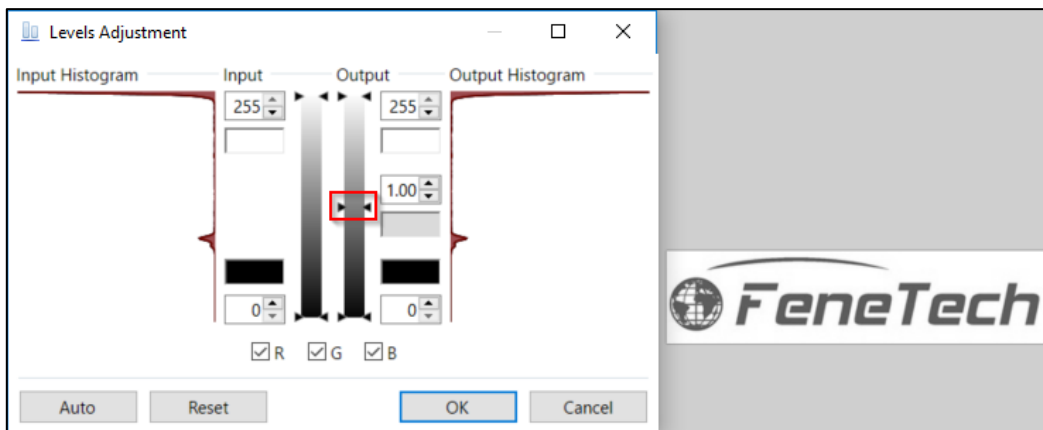 Levels Adjustment
Input Histogram Input Output Output Histogram
255 255
1.00
0 0
R G B
Auto Reset OK Cancel
FeneTech